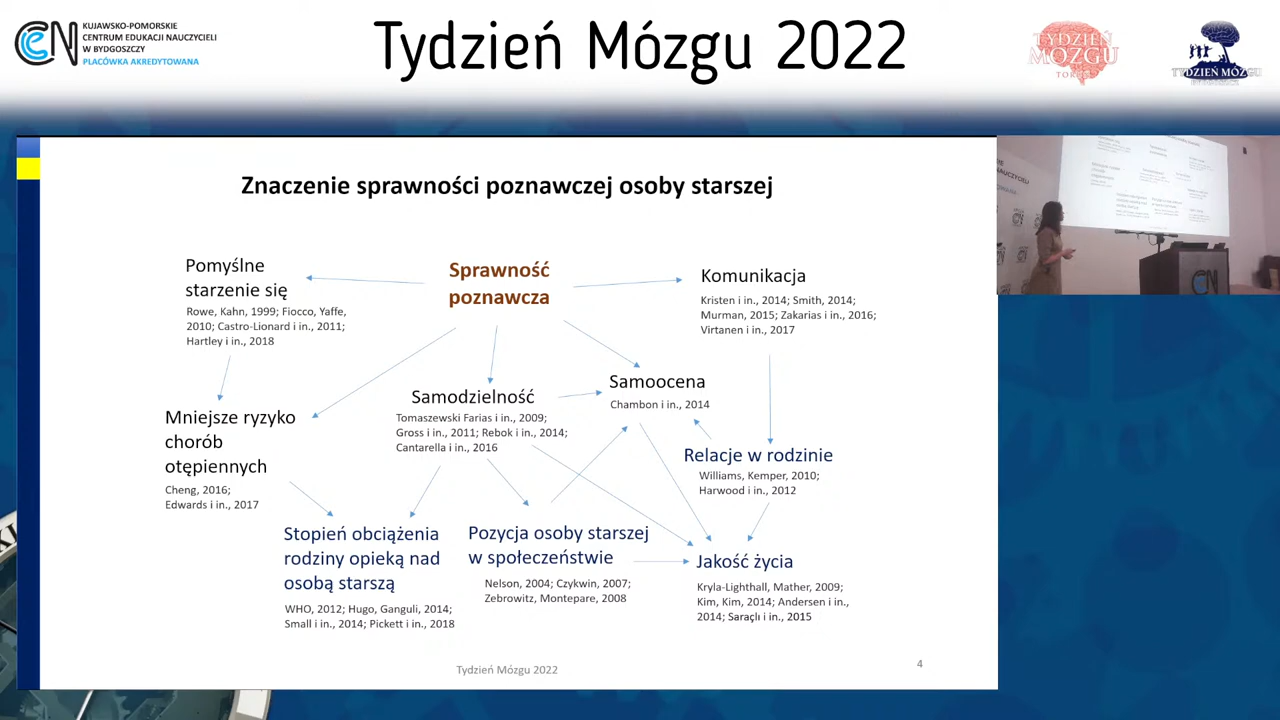 KUJAWSKO-POMORSKIE
CENTRUM EDUKACJI NAUCZYCIELI
W BYDGOSZCZY
PLACÓWKA AKREDYTOWANA
Tydzień Mózgu 2022
TYDZIEŃ
MÓZGU
TYDZIEŃ MÓZGU
BYDGOSZCZ
Znaczenie sprawności poznawczej osoby starszej
Pomyślne
starzenie się
Rowe, Kahn, 1999; Fiocco, Yaffe,
2010; Castro-Lionard i in., 2011;
Hartley i in., 2018
Sprawność
poznawcza
Komunikacja
Kristen i in., 2014; Smith, 2014;
Murman, 2015; Zakarias i in., 2016;
Virtanen i in., 2017
Mniejsze ryzyko
chorób
otępiennych
Cheng, 2016;
Edwards i in., 2017
Samodzielność
Tomaszewski Farias i in., 2009;
Gross i in., 2011; Rebok i in., 2014;
Cantarella i in., 2016
Samoocena
Chambon i in., 2014
Relacje w rodzinie
Williams, Kemper, 2010;
Harwood i in., 2012
Stopień obciążenia
rodziny opieką nad
osobą starszą
WHO, 2012; Hugo, Ganguli, 2014;
Small i in., 2014; Pickett i in., 2018
Pozycja osoby starszej
w społeczeństwie
Nelson, 2004; Czykwin, 2007;
Zebrowitz, Montepare, 2008
Jakość życia
Kryla-Lighthall, Mather, 2009;
Kim, Kim, 2014; Andersen i in.,
2014; Saraçlı i in., 2015
Tydzień Mózgu 2022
4